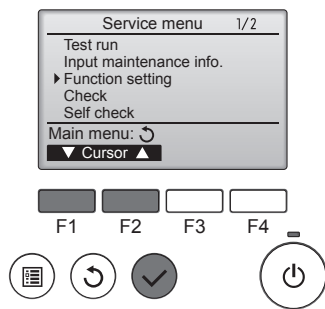 Service menu 1/2
Test run
Input maintenance info.
Function setting
Check
Self check
Main menu:
Cursor
F1 F2 F3 F4